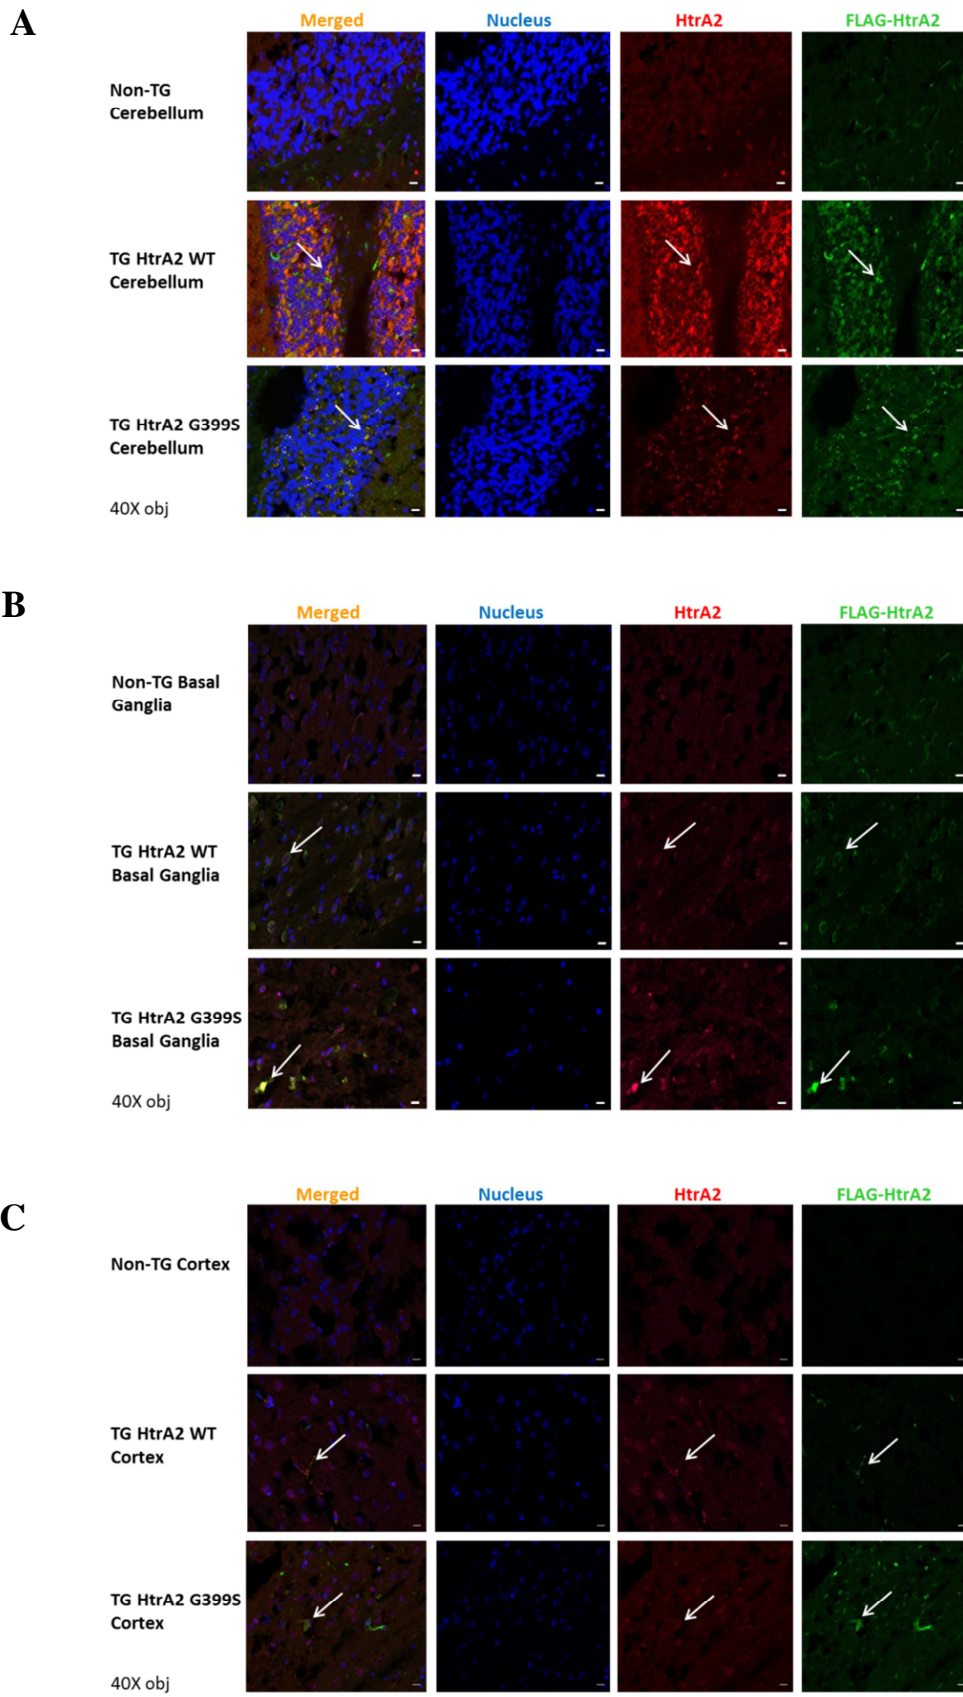 A
Merged Nucleus HtrA2 FLAG-HtrA2
Non-TG
Cerebellum
TG HtrA2 WT
Cerebellum
TG HtrA2 G399S
Cerebellum
40X obj
B
Merged Nucleus HtrA2 FLAG-HtrA2
Non-TG Basal
Ganglia
TG HtrA2 WT
Basal Ganglia
TG HtrA2 G399S
Basal Ganglia
40X obj
C
Merged Nucleus HtrA2 FLAG-HtrA2
Non-TG Cortex
TG HtrA2 WT
Cortex
TG HtrA2 G399S
Cortex
40X obj